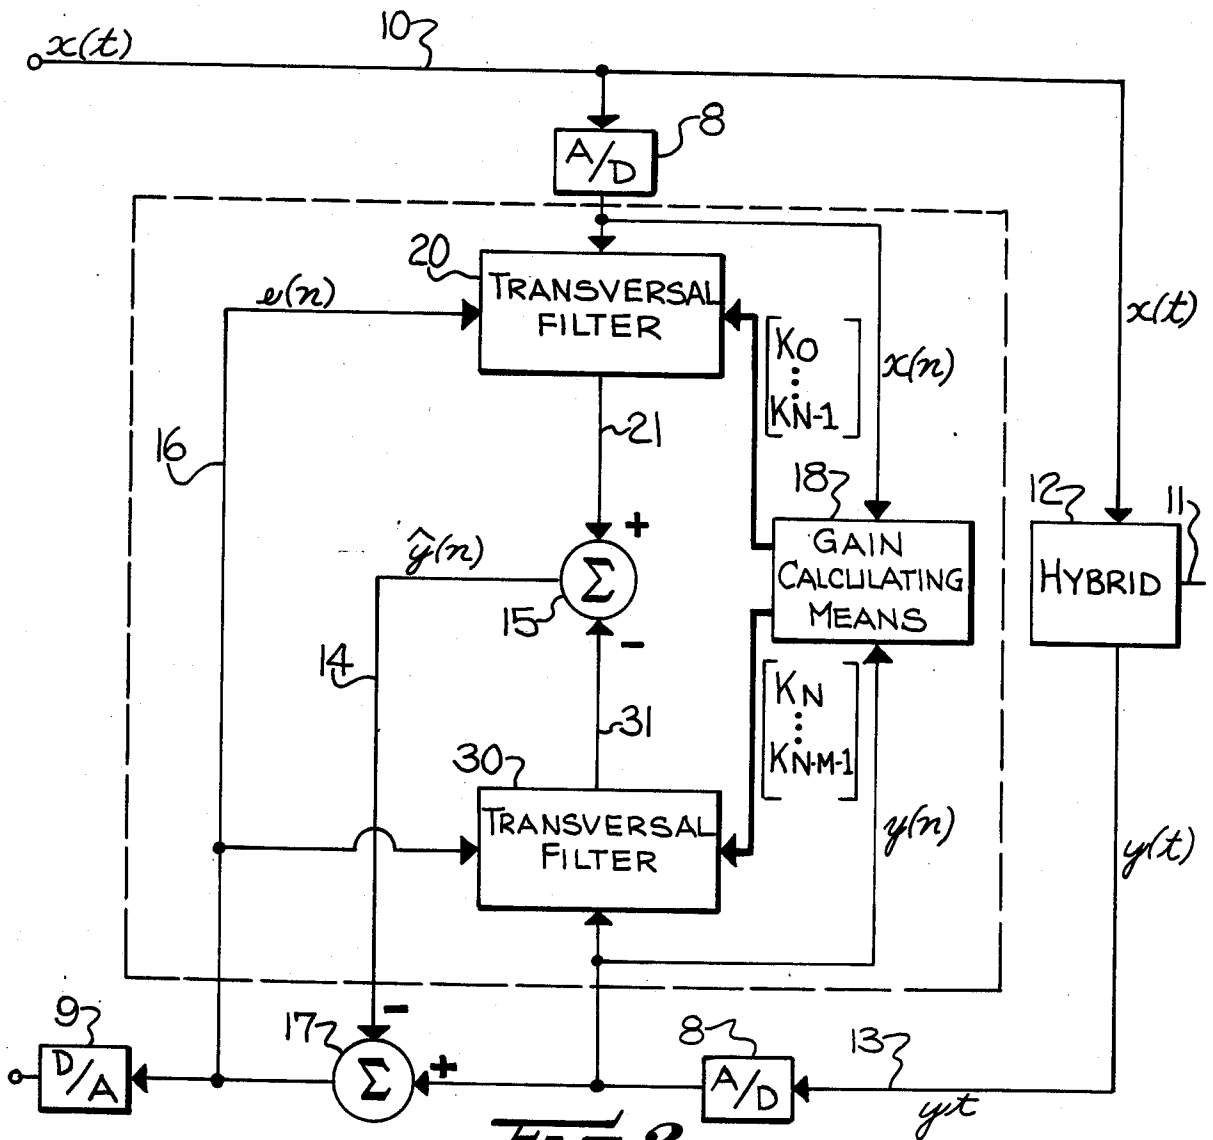 x(t)
10
8
A/D
20
TRANSVERSAL
FILTER
e(n)
K0
KN-1
x(n)
x(t)
16
21
18
12
11
+
ŷ(n)
Σ
15
GAIN
CALCULATING
MEANS
HYBRID
-
14
31
KN
KN-M-1
30
TRANSVERSAL
FILTER
y(n)
y(t)
9
-
17
8
13
D/A
Σ
+
A/D
yt